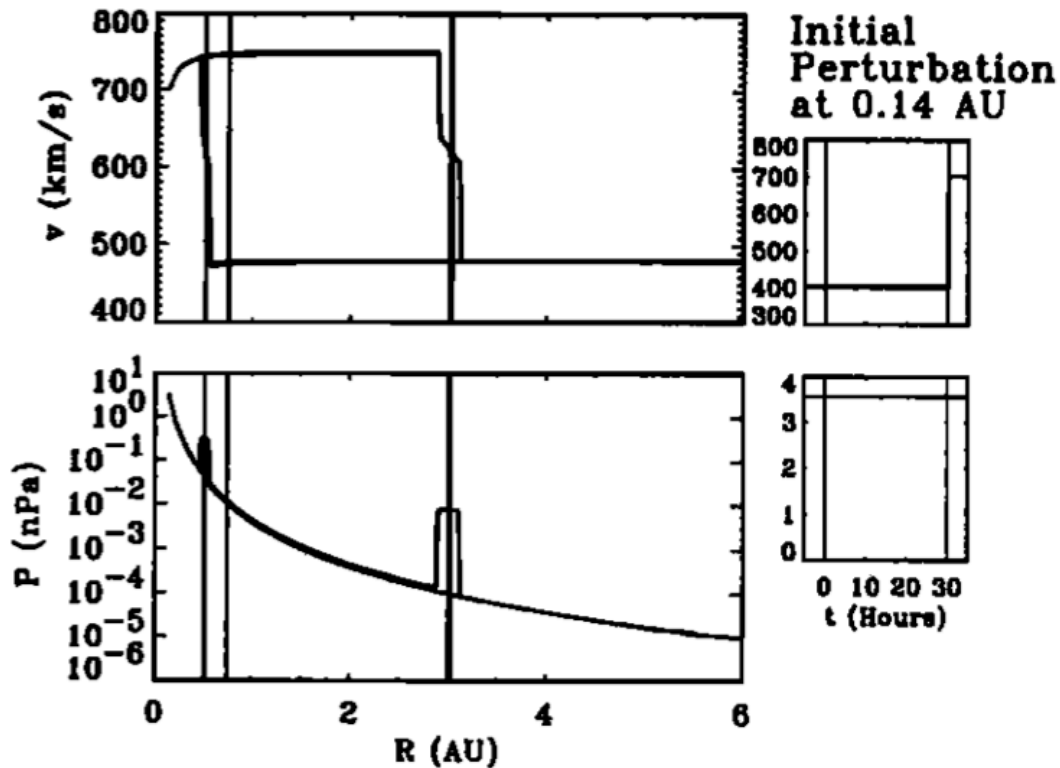 Initial
Perturbation
at 0.14 AU
v (km/s)
800
700
600
500
400
800
700
600
500
400
300
P (nPa)
10^1
10^0
10^-1
10^-2
10^-3
10^-4
10^-5
10^-6
4
3
2
1
0
0 10 20 30
t (Hours)
0 2 4 6
R (AU)